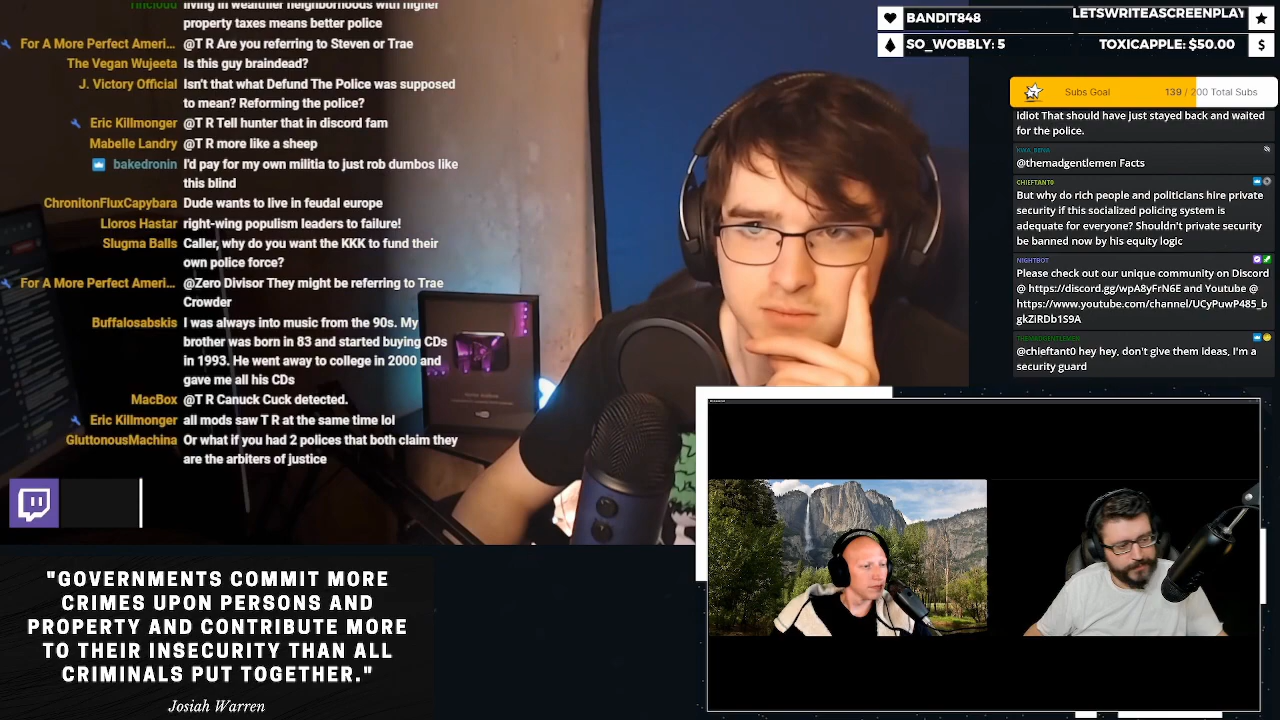 living in wealthier neighborhoods with higher
property taxes means better police
For A More Perfect Ameri... @T R Are you referring to Steven or Trae
The Vegan Wujeeta Is this guy braindead?
J. Victory Official Isn't that what Defund The Police was supposed
to mean? Reforming the police?
Eric Killmonger @T R Tell hunter that in discord fam
Mabelle Landry @T R more like a sheep
bakedronin I'd pay for my own militia to just rob dumbos like
this blind
ChronitonFluxCapybara Dude wants to live in feudal europe
Lloros Hastar right-wing populism leaders to failure!
Slugma Balls Caller, why do you want the KKK to fund their
own police force?
For A More Perfect Ameri... @Zero Divisor They might be referring to Trae
Crowder
Buffalosabskis I was always into music from the 90s. My
brother was born in 83 and started buying CDs
in 1993. He went away to college in 2000 and
gave me all his CDs
MacBox @T R Canuck Cuck detected.
Eric Killmonger all mods saw T R at the same time lol
GluttonousMachina Or what if you had 2 polices that both claim they
are the arbiters of justice
"GOVERNMENTS COMMIT MORE
CRIMES UPON PERSONS AND
PROPERTY AND CONTRIBUTE MORE
TO THEIR INSECURITY THAN ALL
CRIMINALS PUT TOGETHER."
Josiah Warren
BANDIT848
LETSWRITEASCREENPLAY
SO_WOBBLY: 5
TOXICAPPLE: $50.00
Subs Goal 139 / 200 Total Subs
Idiot That should have just stayed back and waited
for the police.
@themadgentlemen Facts
CHIEFTANT0
But why do rich people and politicians hire private
security if this socialized policing system is
adequate for everyone? Shouldn't private security
be banned now by his equity logic
NIGHTBOT
Please check out our unique community on Discord
@ https://discord.gg/wpA8yFrN6E and Youtube @
https://www.youtube.com/channel/UCyPuwP485_b
gkZiRDb1S9A
THEMADGENTLEMEN
@chieftant0 hey hey, don't give them ideas, I'm a
security guard